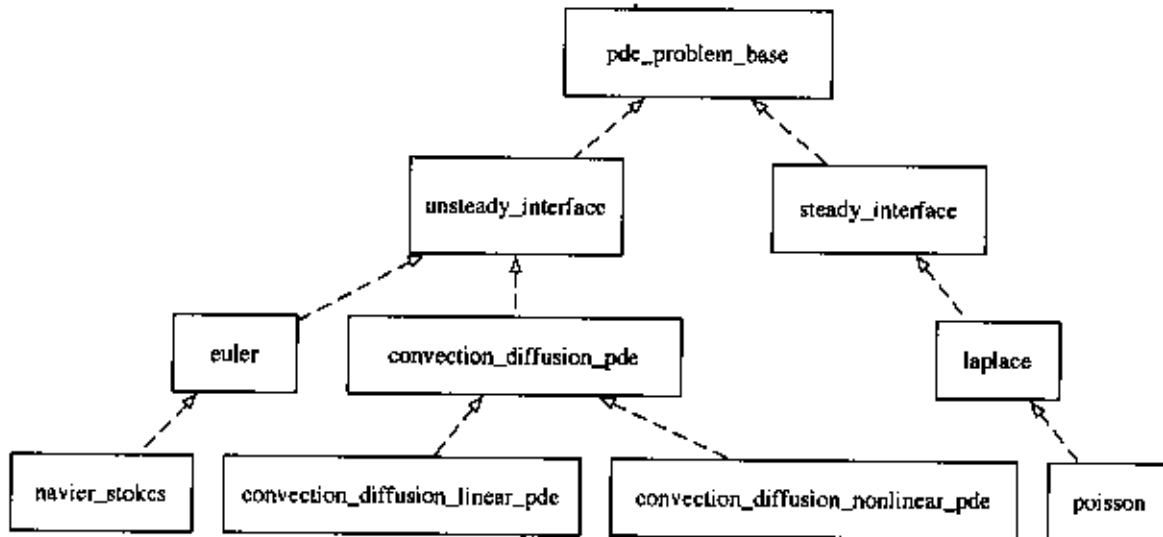 pde_problem_base
unsteady_interface
steady_interface
euler
convection_diffusion_pde
laplace
navier_stokes
convection_diffusion_linear_pde
convection_diffusion_nonlinear_pde
poisson